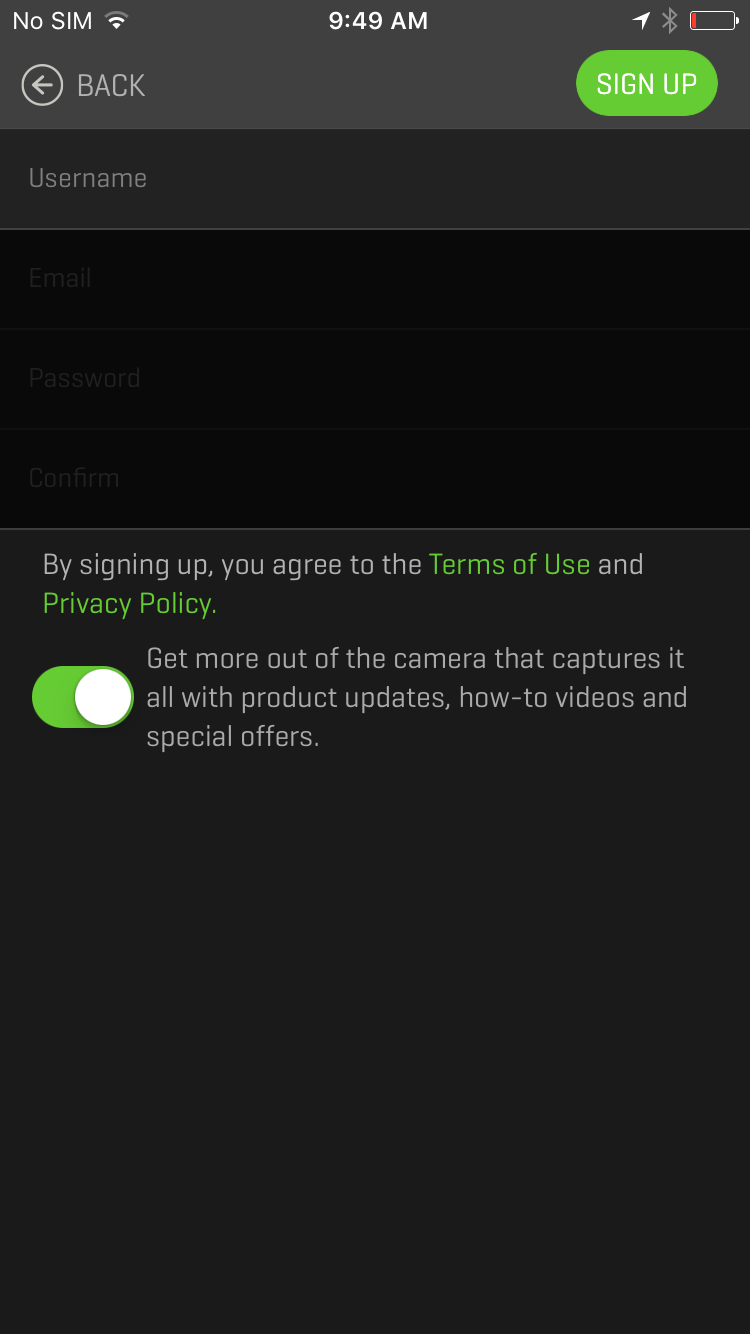 No SIM 9:49 AM
BACK SIGN UP
Username
Email
Password
Confirm
By signing up, you agree to the Terms of Use and
Privacy Policy.
Get more out of the camera that captures it
all with product updates, how-to videos and
special offers.